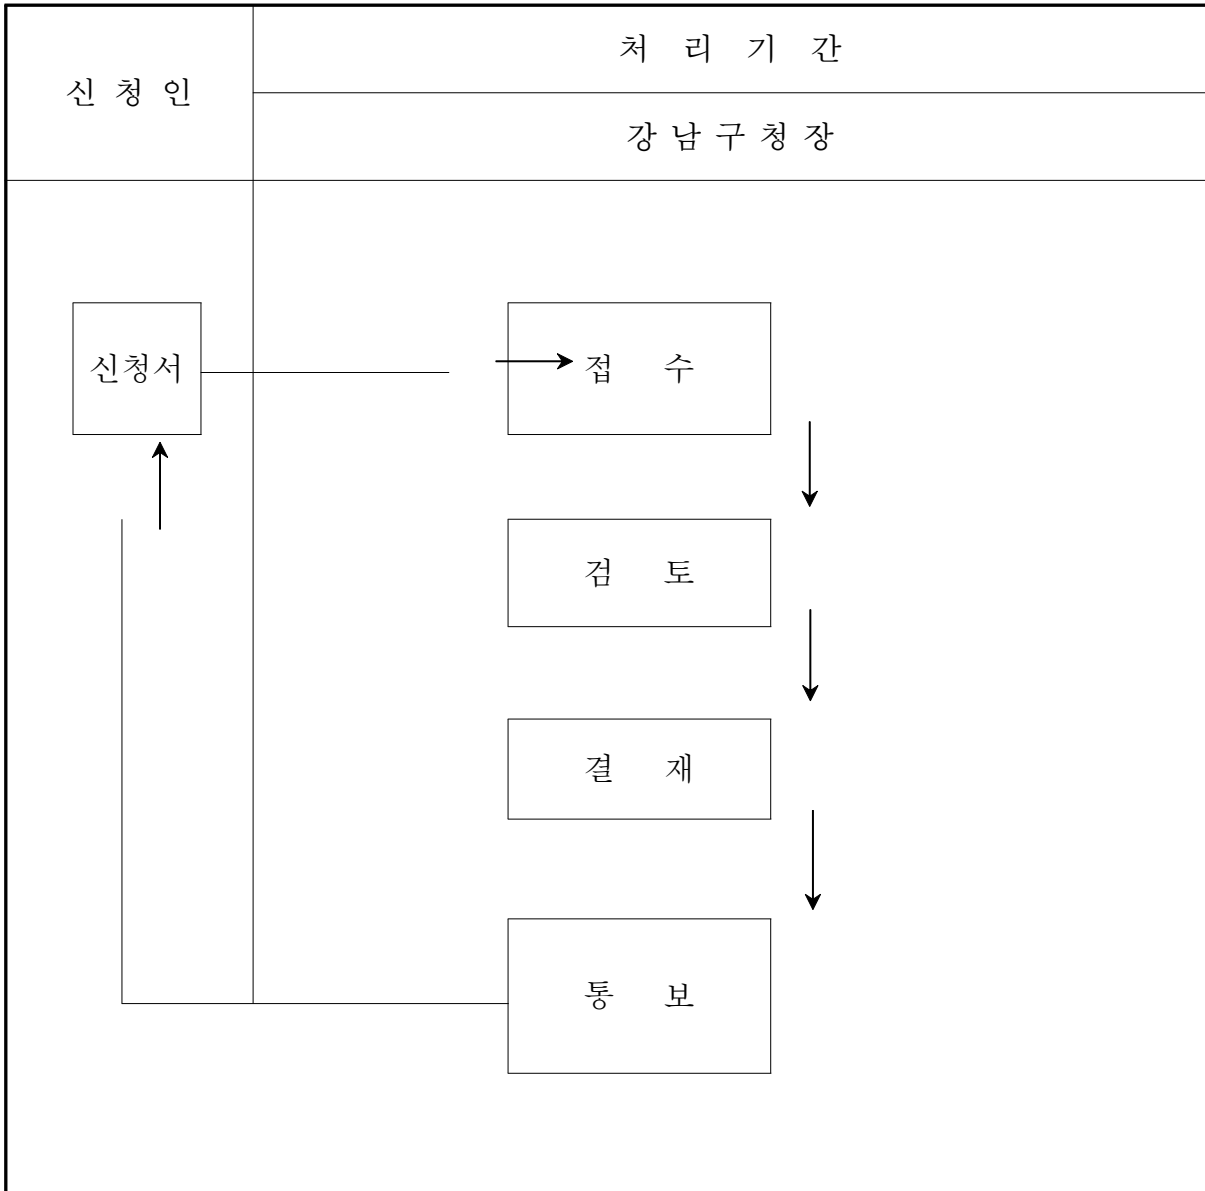 처 리 기 간
신 청 인
강 남 구 청 장
신청서
접 수
검 토
결 재
통 보